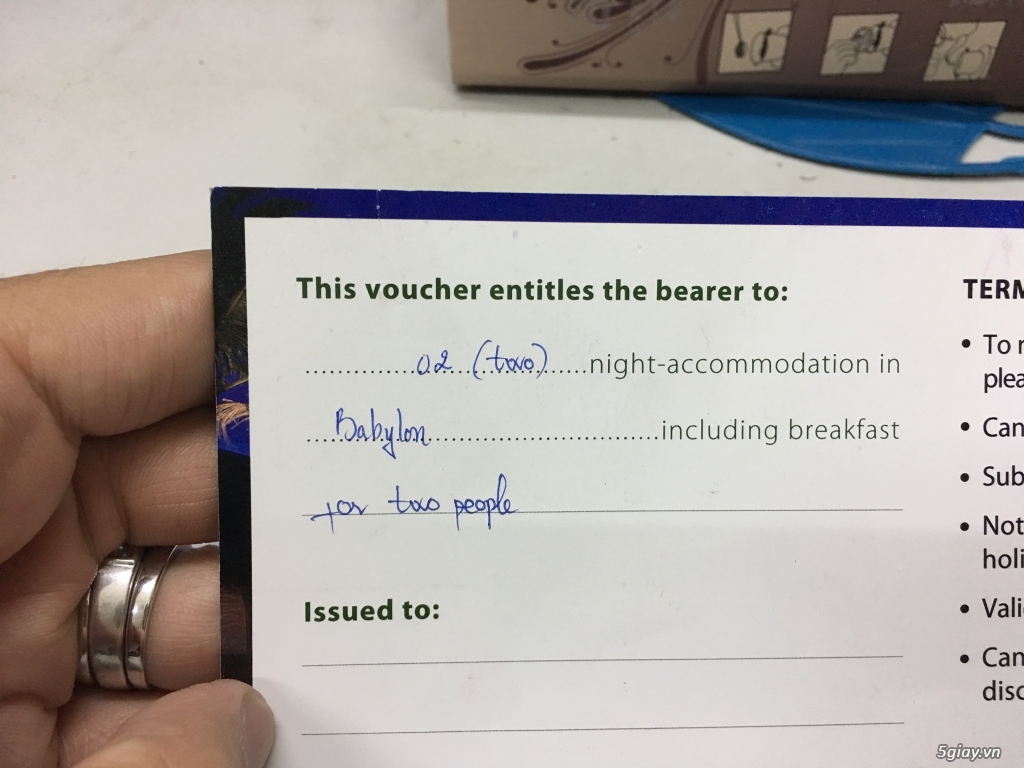 This voucher entitles the bearer to:
...............02 (two)......night-accommodation in
....Babylon...................................including breakfast
for two people
Issued to:
TERM
• To
plea
• Can
• Sub
• Not
holi
• Vali
• Can
disc
5giay.vn